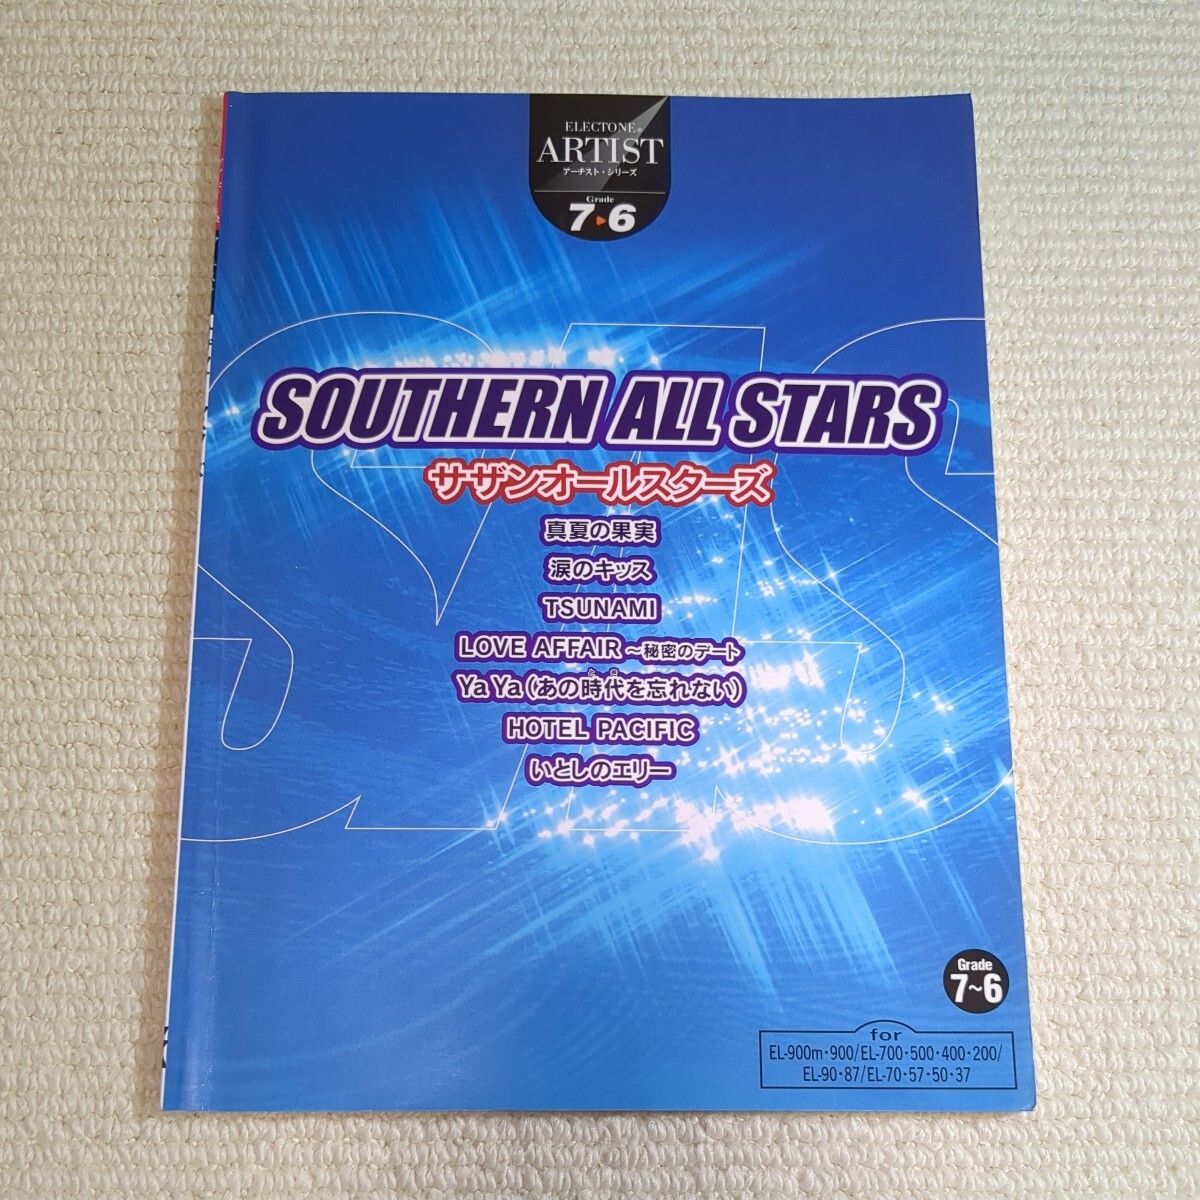 ELECTONE®
ARTIST
アーチスト・シリーズ
Grade
7▶6
SOUTHERN ALL STARS
サザンオールスターズ
真夏の果実
涙のキッス
TSUNAMI
LOVE AFFAIR ～秘密のデート
とき
Ya Ya (あの時代を忘れない)
HOTEL PACIFIC
いとしのエリー
Grade
7~6
for
EL-900m・900/EL-700・500・400・200/
EL-90・87/EL-70・57・50・37